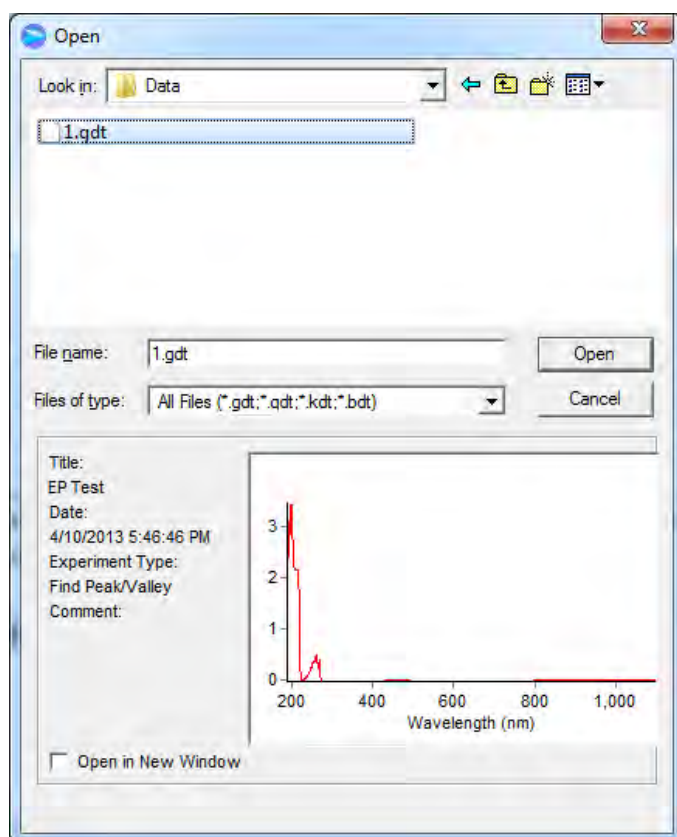 Open
Look in: Data
1.gdt
File name: 1.gdt Open
Files of type: All Files (*.gdt;*.qdt;*.kdt;*.bdt) Cancel
Title:
EP Test
Date:
4/10/2013 5:46:46 PM
Experiment Type:
Find Peak/Valley
Comment:
3
2
1
0
200 400 600 800 1,000
Wavelength (nm)
Open in New Window